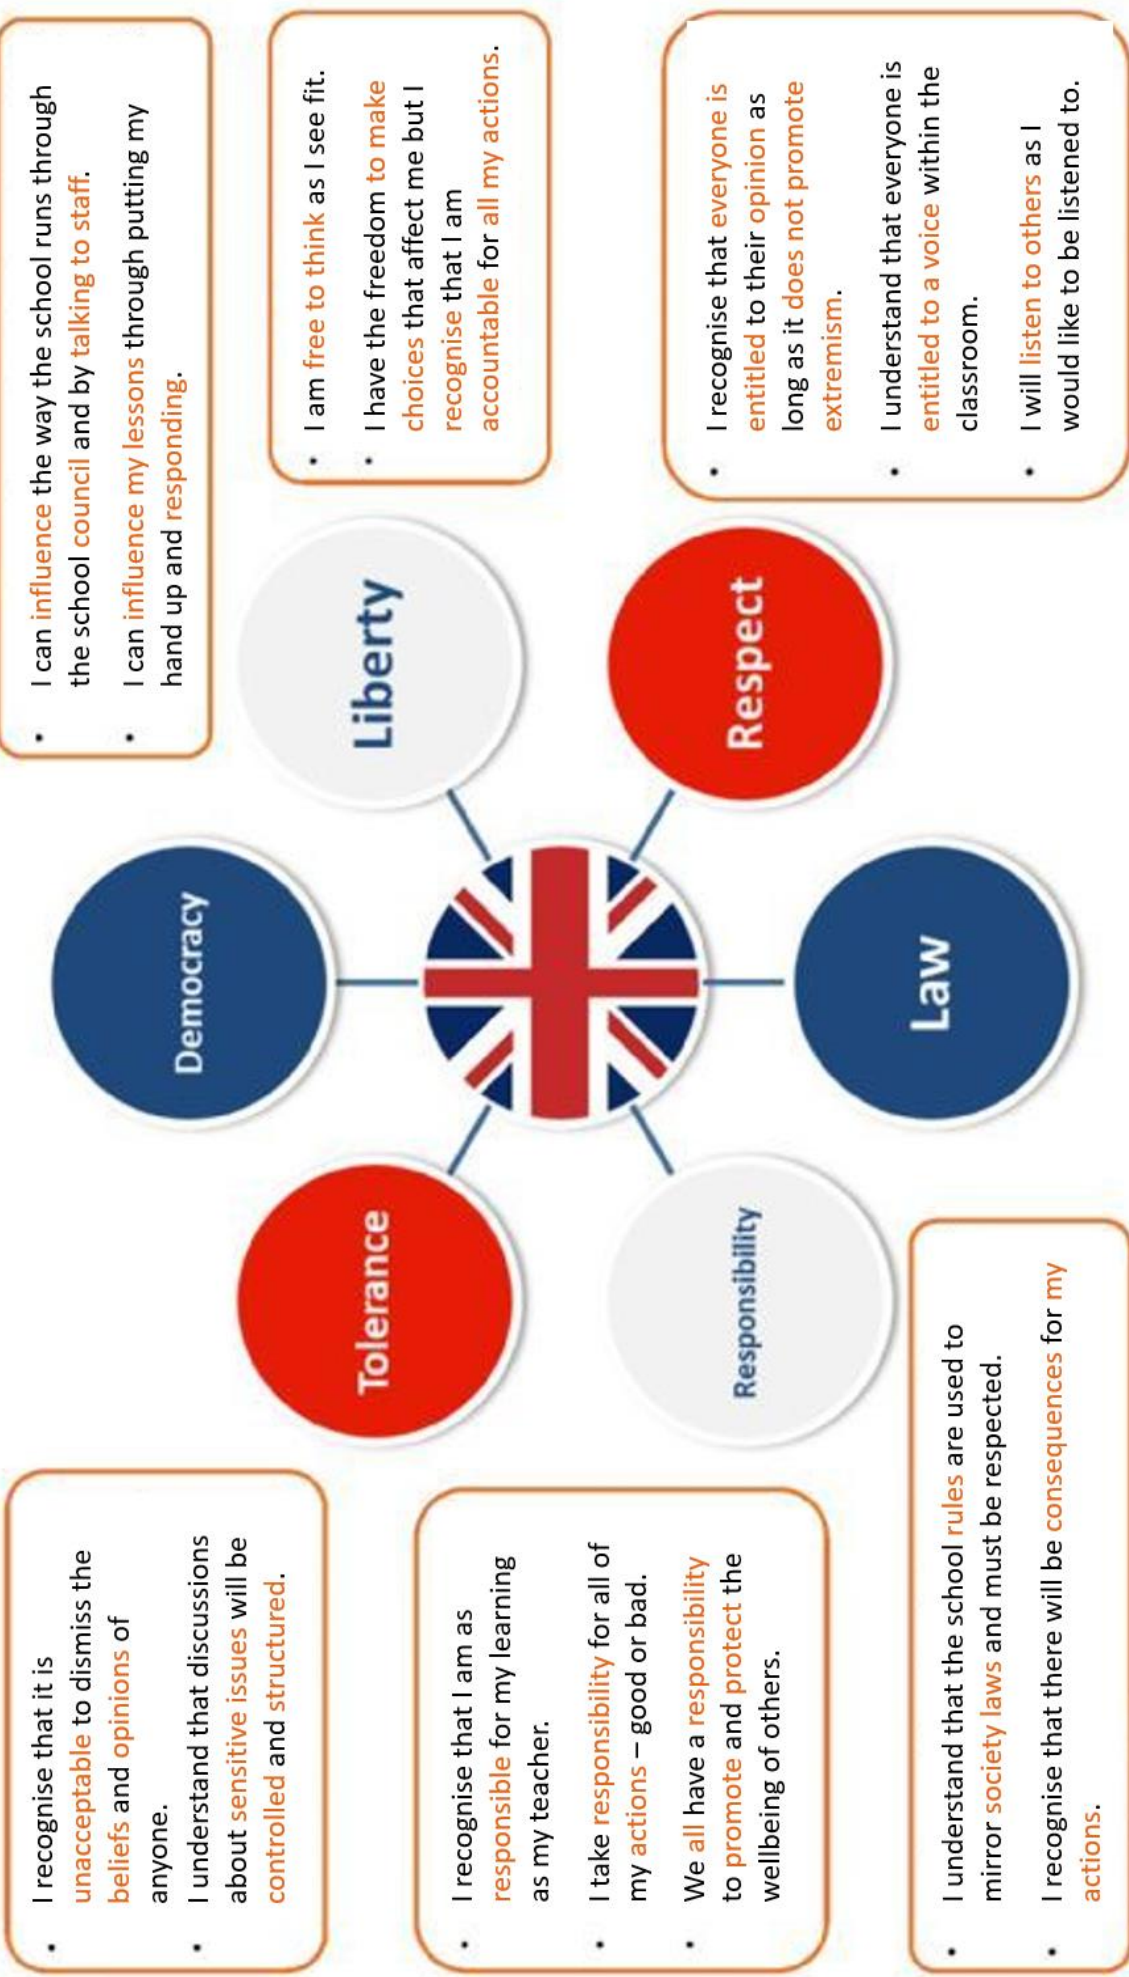 I recognise that it is
unacceptable to dismiss the
beliefs and opinions of
anyone.
I understand that discussions
about sensitive issues will be
controlled and structured.
Democracy
I can influence the way the school runs through
the school council and by talking to staff.
I can influence my lessons through putting my
hand up and responding.
Tolerance
Liberty
I am free to think as I see fit.
I have the freedom to make
choices that affect me but I
recognise that I am
accountable for all my actions.
I recognise that I am as
responsible for my learning
as my teacher.
I take responsibility for all of
my actions – good or bad.
We all have a responsibility
to promote and protect the
wellbeing of others.
Responsibility
Respect
I recognise that everyone is
entitled to their opinion as
long as it does not promote
extremism.
I understand that everyone is
entitled to a voice within the
classroom.
I will listen to others as I
would like to be listened to.
Law
I understand that the school rules are used to
mirror society laws and must be respected.
I recognise that there will be consequences for my
actions.